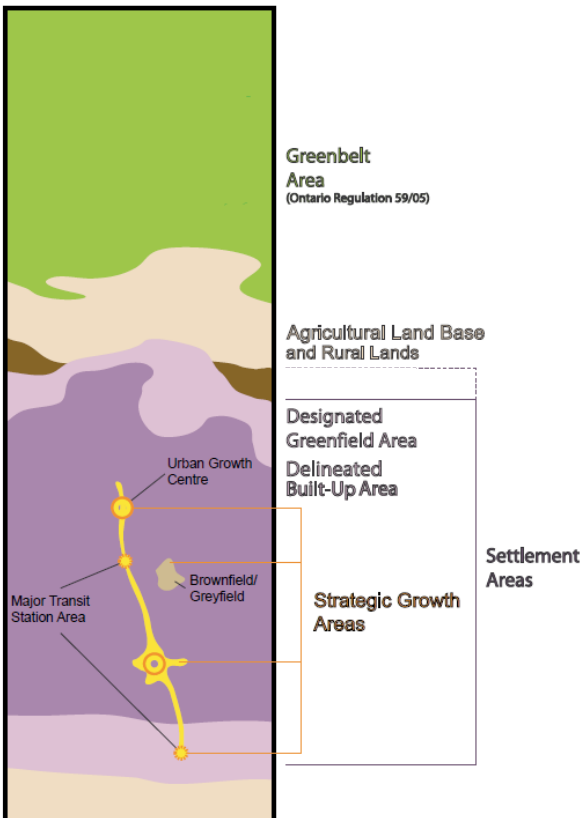 Greenbelt
Area
(Ontario Regulation 59/05)
Agricultural Land Base
and Rural Lands
Designated
Greenfield Area
Delineated
Built-Up Area
Urban Growth
Centre
Brownfield/
Greyfield
Major Transit
Station Area
Strategic Growth
Areas
Settlement
Areas